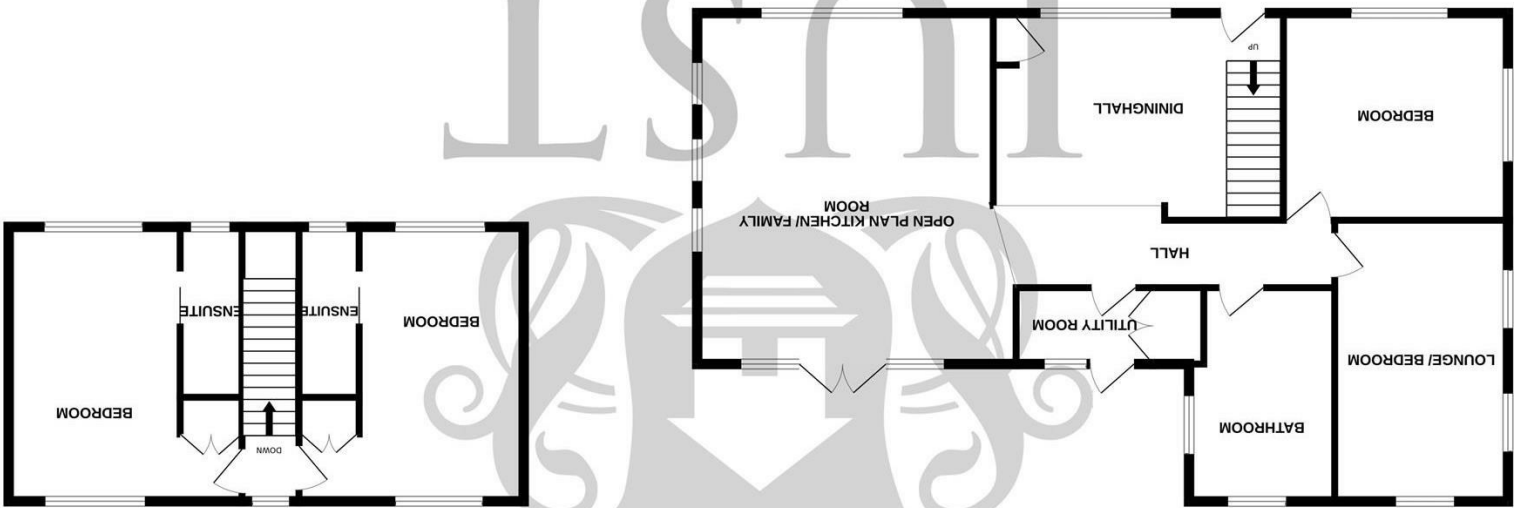 LOUNGE/ BEDROOM
BATHROOM
UTILITY ROOM
HALL
OPEN PLAN KITCHEN/ FAMILY
ROOM
BEDROOM
DININGHALL
UP
DOWN
BEDROOM
BEDROOM
ENSUITE
ENSUITE
JUST